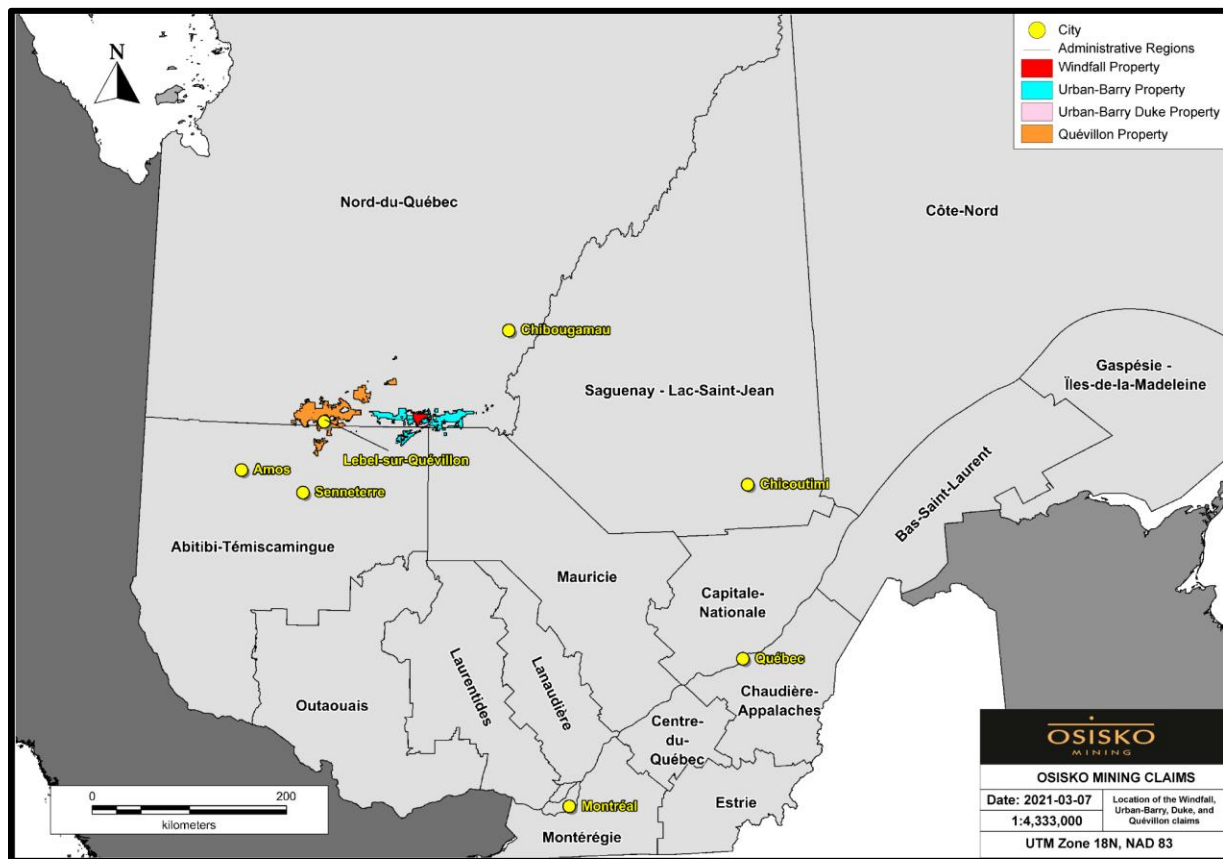 N
City
Administrative Regions
Windfall Property
Urban-Barry Property
Urban-Barry Duke Property
Quévillon Property
Nord-du-Québec
Côte-Nord
Chibougamau
Gaspésie -
Îles-de-la-Madeleine
Saguenay - Lac-Saint-Jean
Lebel-sur-Quévillon
Amos
Senneterre
Chicoutimi
Bas-Saint-Laurent
Abitibi-Témiscamingue
Mauricie
Capitale-
Nationale
Québec
Laurentides
Lanaudière
Outaouais
Chaudière-
Appalaches
Centre-
du-
Québec
Estrie
Montréal
Montérégie
0 200
kilometers
OSISKO
MINING
OSISKO MINING CLAIMS
Date: 2021-03-07
1:4,333,000
Location of the Windfall,
Urban-Barry, Duke, and
Quévillon claims
UTM Zone 18N, NAD 83